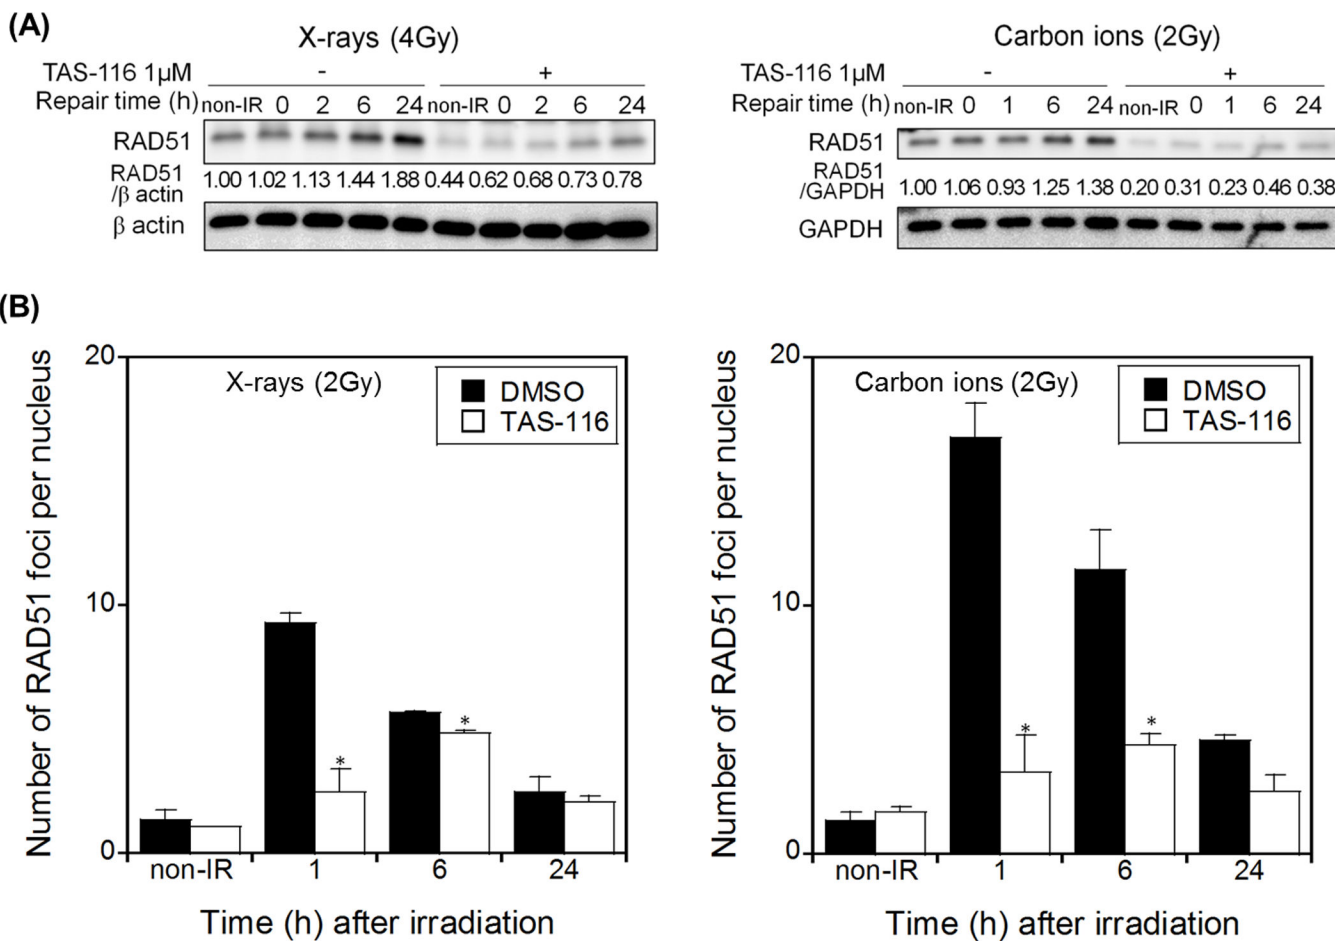 (A)
X-rays (4Gy)
TAS-116 1μM - +
Repair time (h) non-IR 0 2 6 24 non-IR 0 2 6 24
RAD51
RAD51
/β actin
1.00 1.02 1.13 1.44 1.88 0.44 0.62 0.68 0.73 0.78
β actin
Carbon ions (2Gy)
TAS-116 1μM - +
Repair time (h) non-IR 0 1 6 24 non-IR 0 1 6 24
RAD51
RAD51
/GAPDH
1.00 1.06 0.93 1.25 1.38 0.20 0.31 0.23 0.46 0.38
GAPDH
(B)
Number of RAD51 foci per nucleus
20
10
0
X-rays (2Gy)
DMSO
TAS-116
*
*
non-IR 1 6 24
Time (h) after irradiation
Number of RAD51 foci per nucleus
20
10
0
Carbon ions (2Gy)
DMSO
TAS-116
*
*
non-IR 1 6 24
Time (h) after irradiation